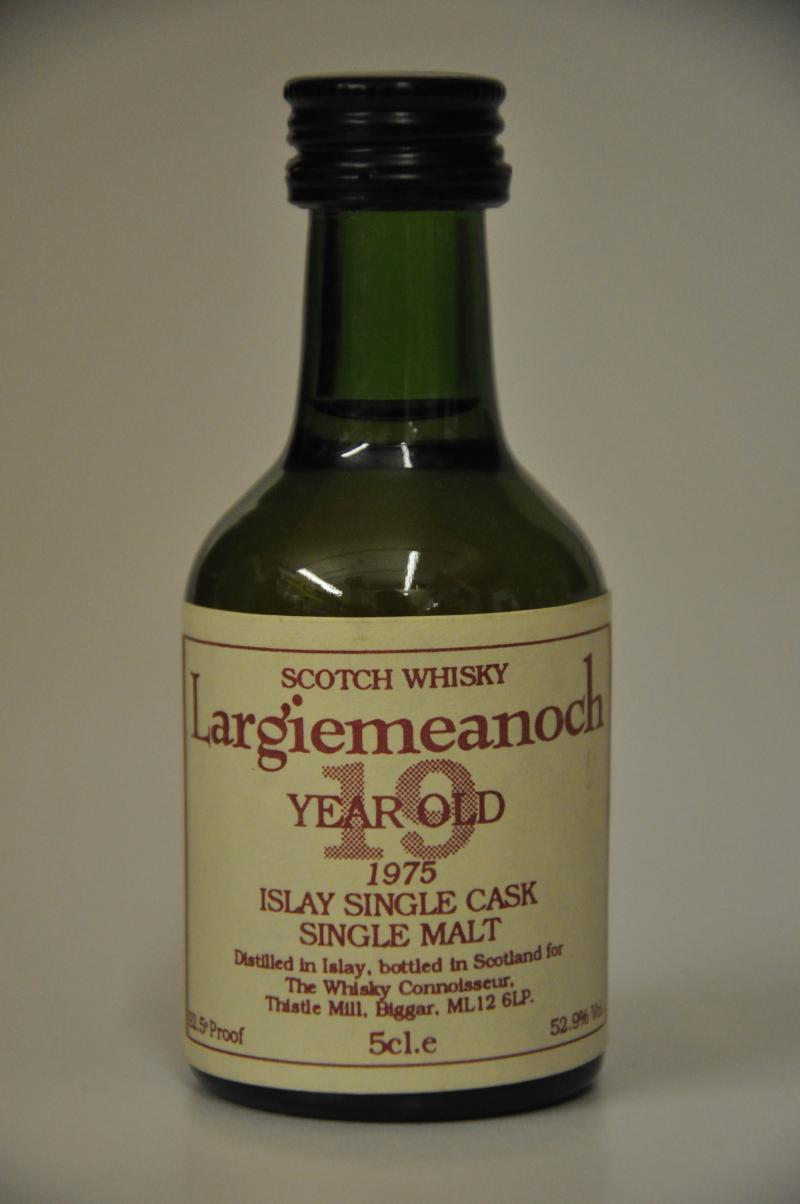 SCOTCH WHISKY
Largiemeanoch
19
YEAR OLD
1975
ISLAY SINGLE CASK
SINGLE MALT
Distilled in Islay, bottled in Scotland for
The Whisky Connoisseur,
Thistle Mill, Biggar, ML12 6LP.
Proof
5cl.e
52.9%